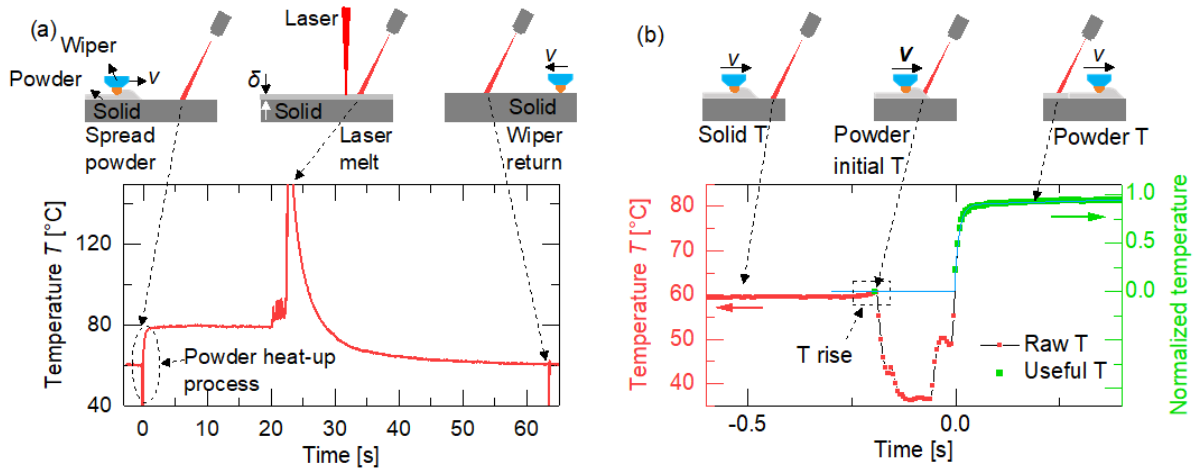 (a)
Laser
Wiper
Powder
v
δ
v
Solid
Solid
Solid
Spread
powder
Laser
melt
Wiper
return
Temperature T [°C]
120
80
40
Powder heat-up
process
0 10 20 30 40 50 60
Time [s]
(b)
v
V
v
Solid T
Powder
initial T
Powder T
Temperature T [°C]
80
70
60
50
40
T rise
Raw T
Useful T
1.0
0.5
0.0
Normalized temperature
-0.5 0.0
Time [s]